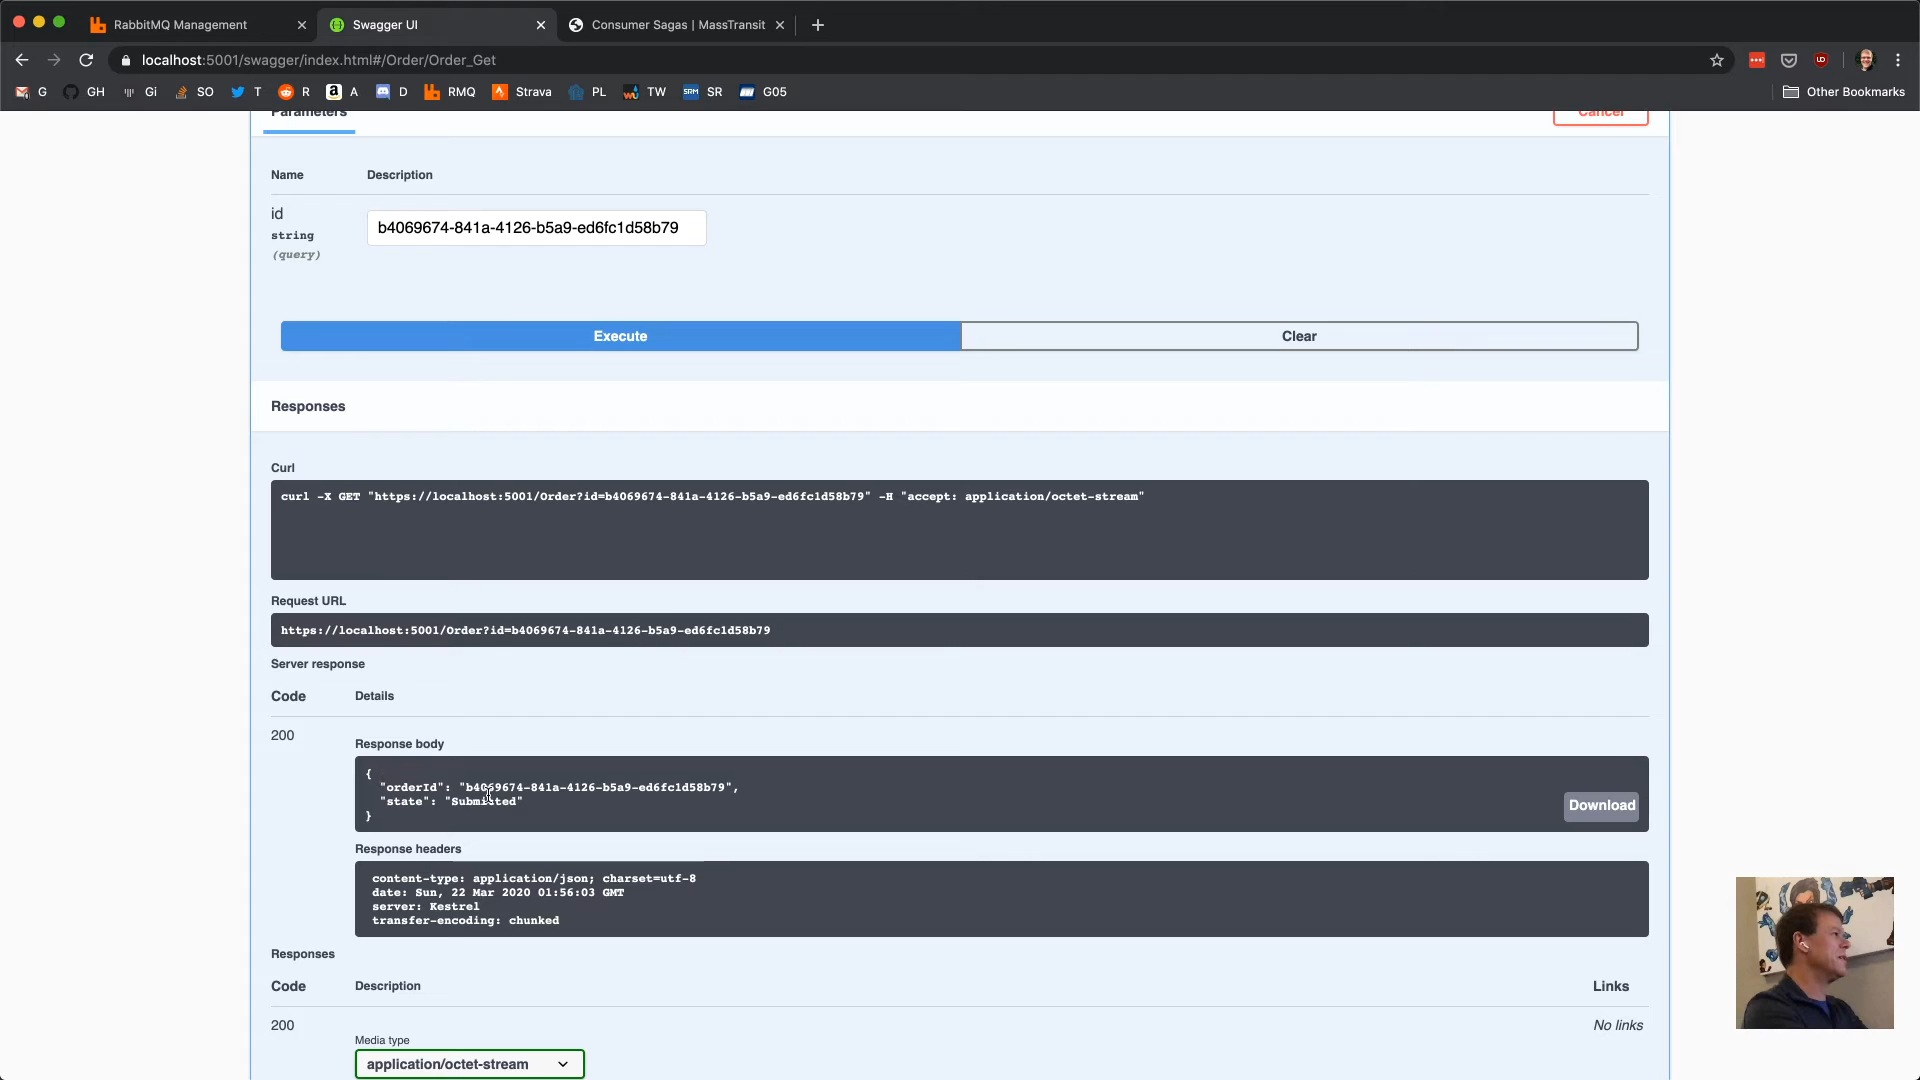 RabbitMQ Management
Swagger UI
Consumer Sagas | MassTransit
localhost:5001/swagger/index.html#/Order/Order_Get
G
GH
Gi
SO
T
R
A
D
RMQ
Strava
PL
TW
SR
G05
Other Bookmarks
Parameters
Cancel
Name
Description
id
string
(query)
b4069674-841a-4126-b5a9-ed6fc1d58b79
Execute
Clear
Responses
Curl
curl -X GET "https://localhost:5001/Order?id=b4069674-841a-4126-b5a9-ed6fc1d58b79" -H "accept: application/octet-stream"
Request URL
https://localhost:5001/Order?id=b4069674-841a-4126-b5a9-ed6fc1d58b79
Server response
Code
Details
200
Response body
{
"orderId": "b4069674-841a-4126-b5a9-ed6fc1d58b79",
"state": "Submitted"
}
Download
Response headers
content-type: application/json; charset=utf-8
date: Sun, 22 Mar 2020 01:56:03 GMT
server: Kestrel
transfer-encoding: chunked
Responses
Code
Description
Links
200
No links
Media type
application/octet-stream